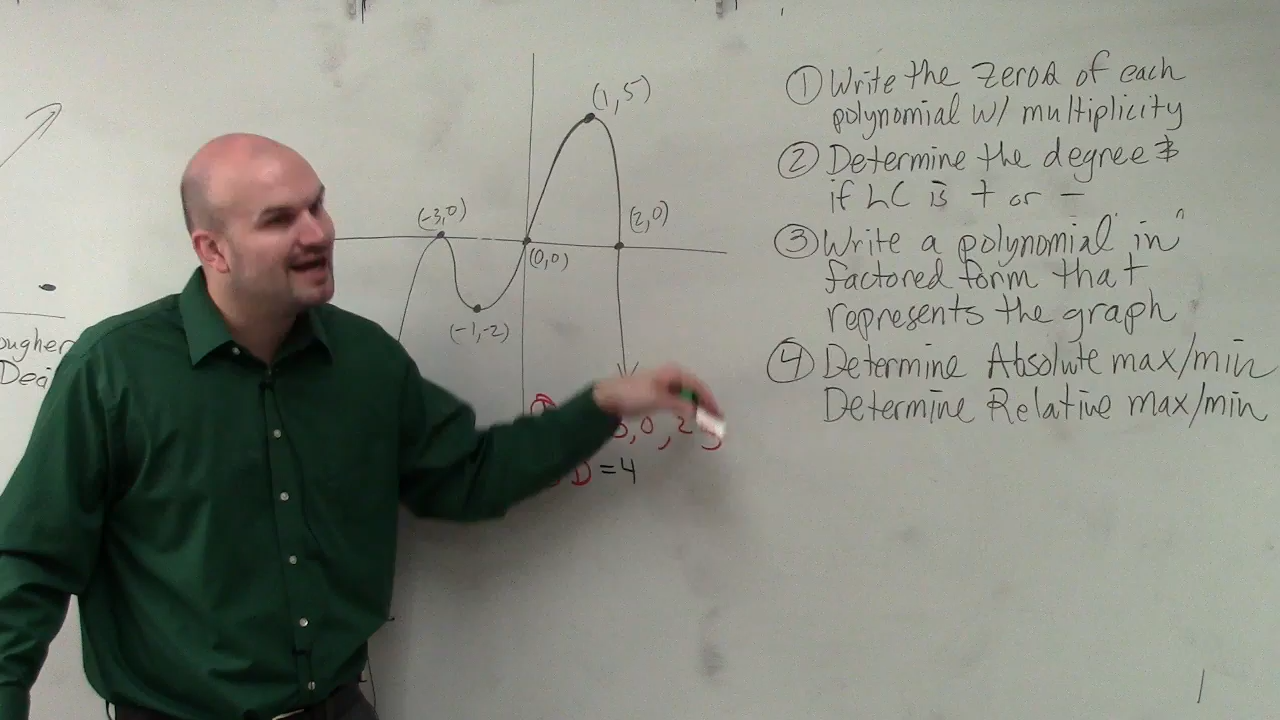 (1,5)
(-3,0)
(2,0)
(0,0)
(-1,-2)
0, 2
D = 4
① Write the zeros of each
polynomial w/ multiplicity
② Determine the degree &
if LC is + or -
③ Write a polynomial in
factored form that
represents the graph
④ Determine Absolute max/min
Determine Relative max/min